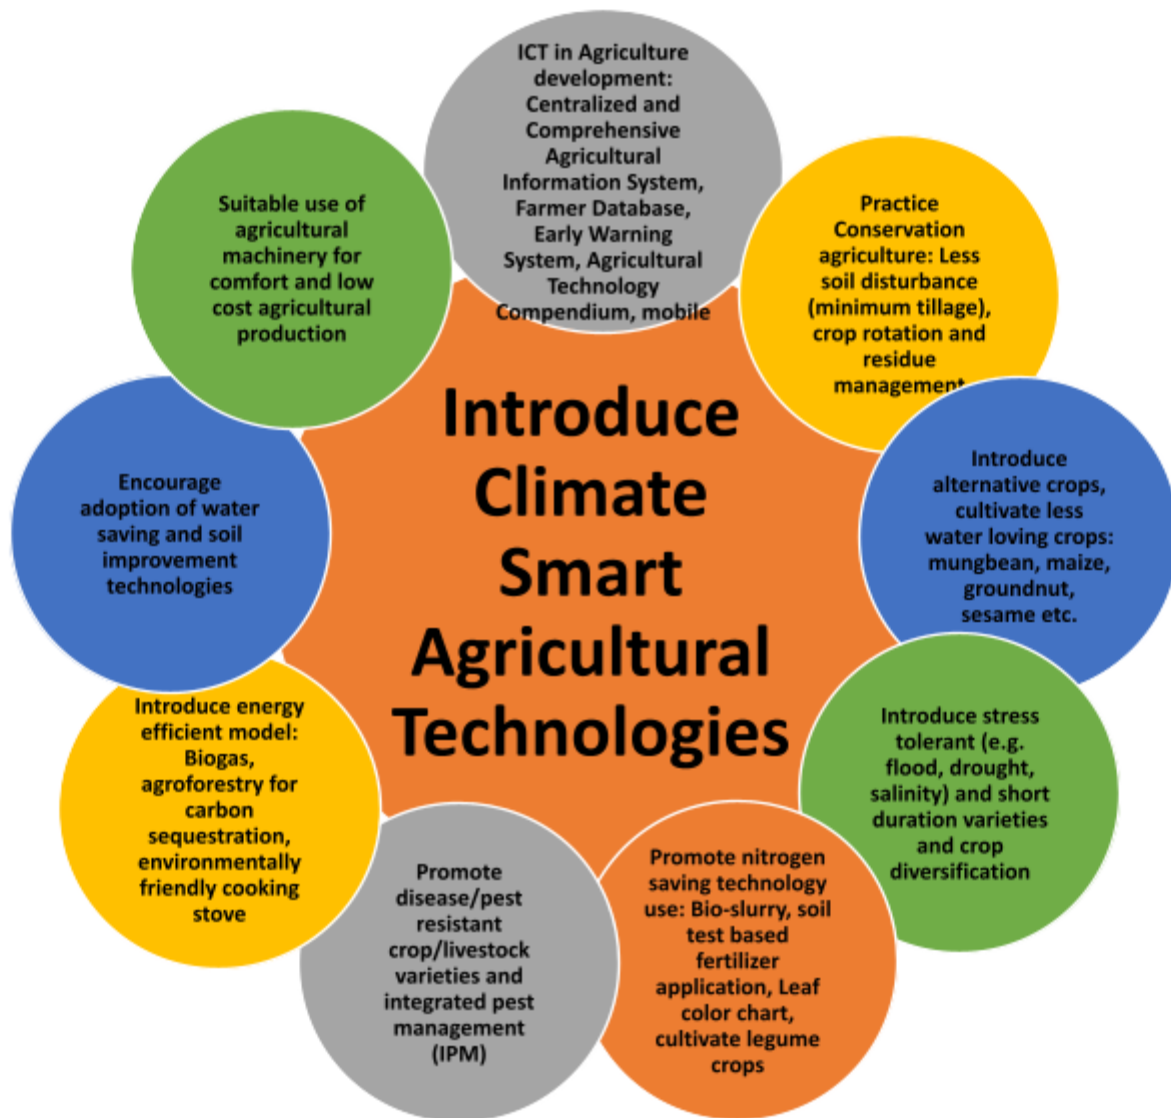 ICT in Agriculture
development:
Centralized and
Comprehensive
Agricultural
Information System,
Farmer Database,
Early Warning
System, Agricultural
Technology
Compendium, mobile
Practice
Conservation
agriculture: Less
soil disturbance
(minimum tillage),
crop rotation and
residue
management
Introduce
alternative crops,
cultivate less
water loving crops:
mungbean, maize,
groundnut,
sesame etc.
Introduce stress
tolerant (e.g.
flood, drought,
salinity) and short
duration varieties
and crop
diversification
Promote nitrogen
saving technology
use: Bio-slurry, soil
test based
fertilizer
application, Leaf
color chart,
cultivate legume
crops
Promote
disease/pest
resistant
crop/livestock
varieties and
integrated pest
management
(IPM)
Introduce energy
efficient model:
Biogas,
agroforestry for
carbon
sequestration,
environmentally
friendly cooking
stove
Encourage
adoption of water
saving and soil
improvement
technologies
Suitable use of
agricultural
machinery for
comfort and low
cost agricultural
production
Introduce
Climate
Smart
Agricultural
Technologies